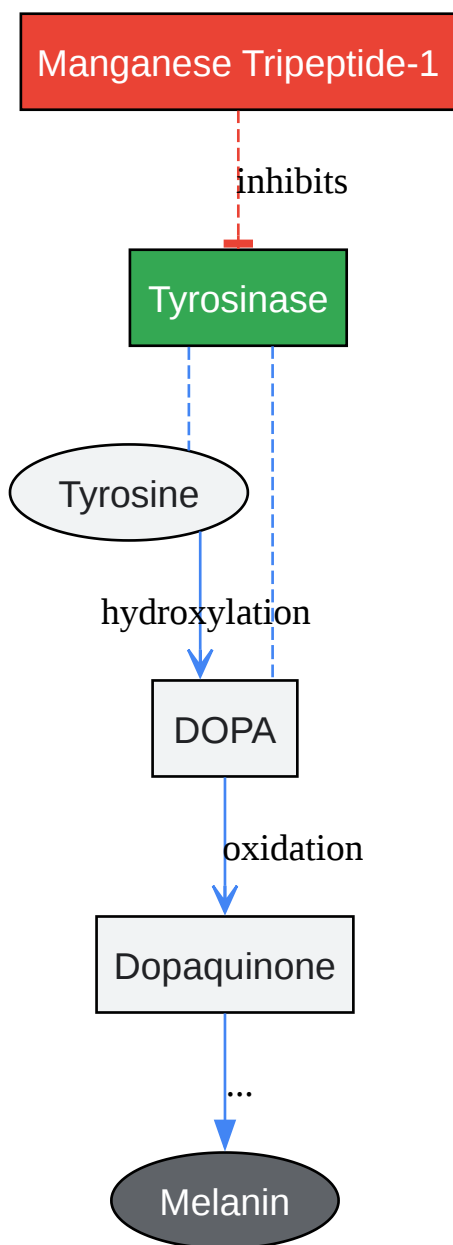 Manganese Tripeptide-1
inhibits
Tyrosinase
Tyrosine
hydroxylation
DOPA
oxidation
Dopaquinone
...
Melanin